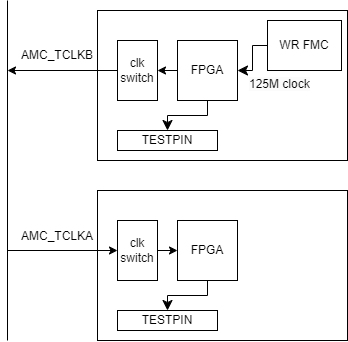 AMC_TCLKB
clk
switch
FPGA
WR FMC
125M clock
TESTPIN
AMC_TCLKA
clk
switch
FPGA
TESTPIN